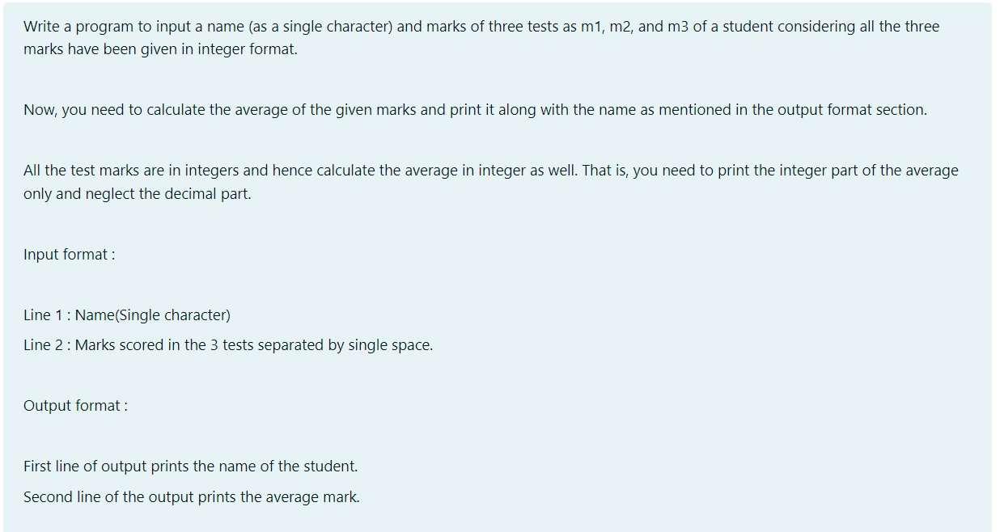 Write a program to input a name (as a single character) and marks of three tests as m1, m2, and m3 of a student considering all the three
marks have been given in integer format.
Now, you need to calculate the average of the given marks and print it along with the name as mentioned in the output format section.
All the test marks are in integers and hence calculate the average in integer as well. That is, you need to print the integer part of the average
only and neglect the decimal part.
Input format :
Line 1 : Name(Single character)
Line 2 : Marks scored in the 3 tests separated by single space.
Output format :
First line of output prints the name of the student.
Second line of the output prints the average mark.